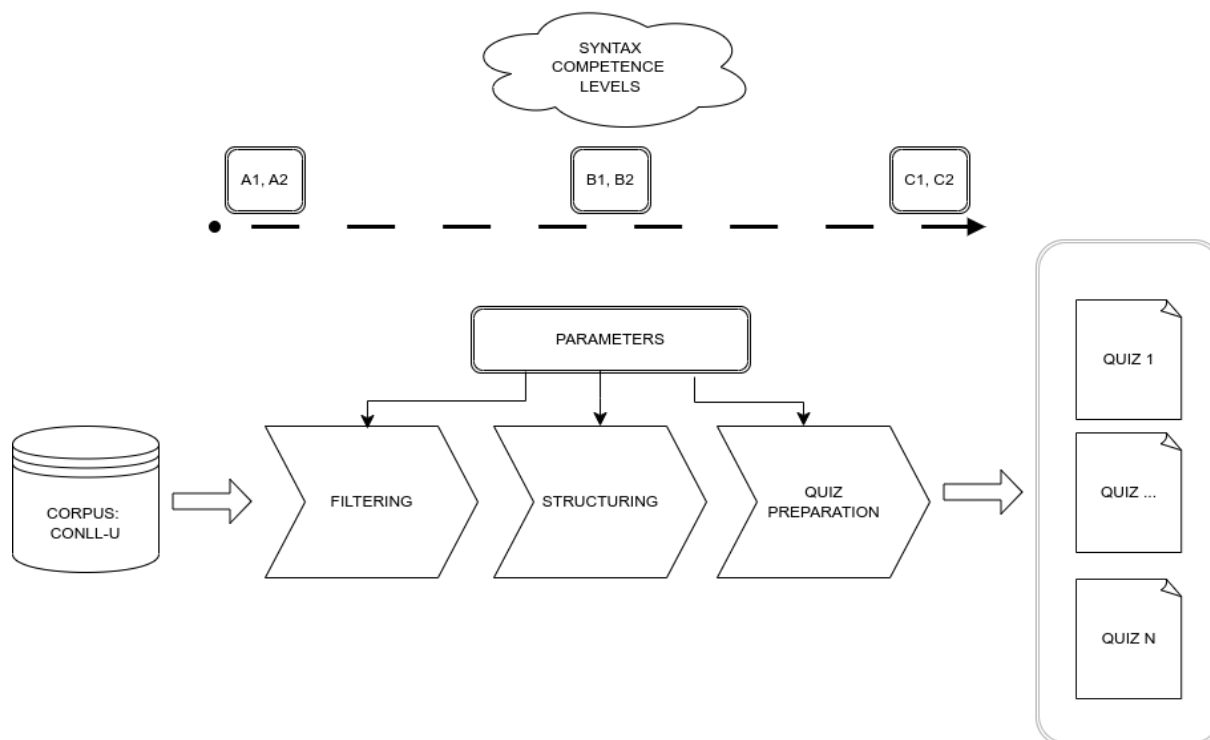 SYNTAX
COMPETENCE
LEVELS
A1, A2
B1, B2
C1, C2
PARAMETERS
CORPUS:
CONLL-U
FILTERING
STRUCTURING
QUIZ
PREPARATION
QUIZ 1
QUIZ ...
QUIZ N